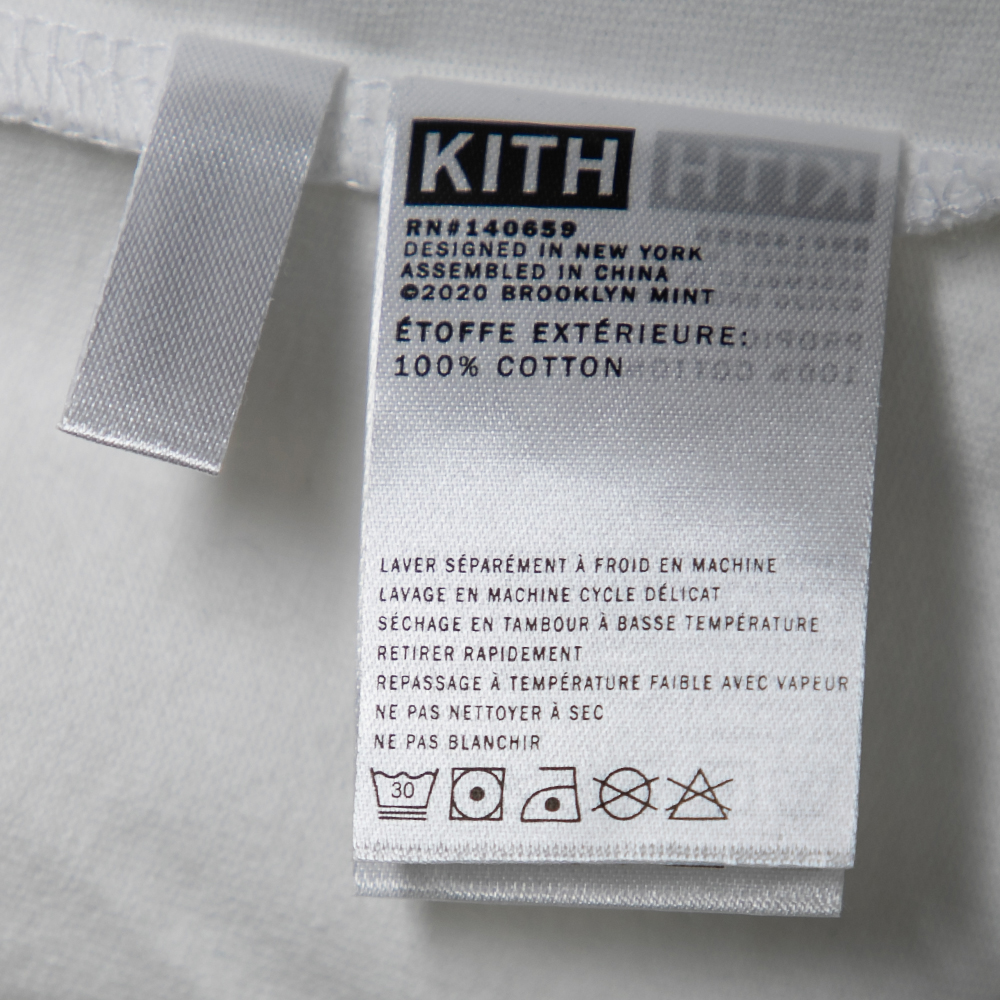 KITH
RN#140659
DESIGNED IN NEW YORK
ASSEMBLED IN CHINA
©2020 BROOKLYN MINT
ÉTOFFE EXTÉRIEURE:
100% COTTON
LAVER SÉPARÉMENT À FROID EN MACHINE
LAVAGE EN MACHINE CYCLE DÉLICAT
SÉCHAGE EN TAMBOUR À BASSE TEMPÉRATURE
RETIRER RAPIDEMENT
REPASSAGE À TEMPÉRATURE FAIBLE AVEC VAPEUR
NE PAS NETTOYER À SEC
NE PAS BLANCHIR
30